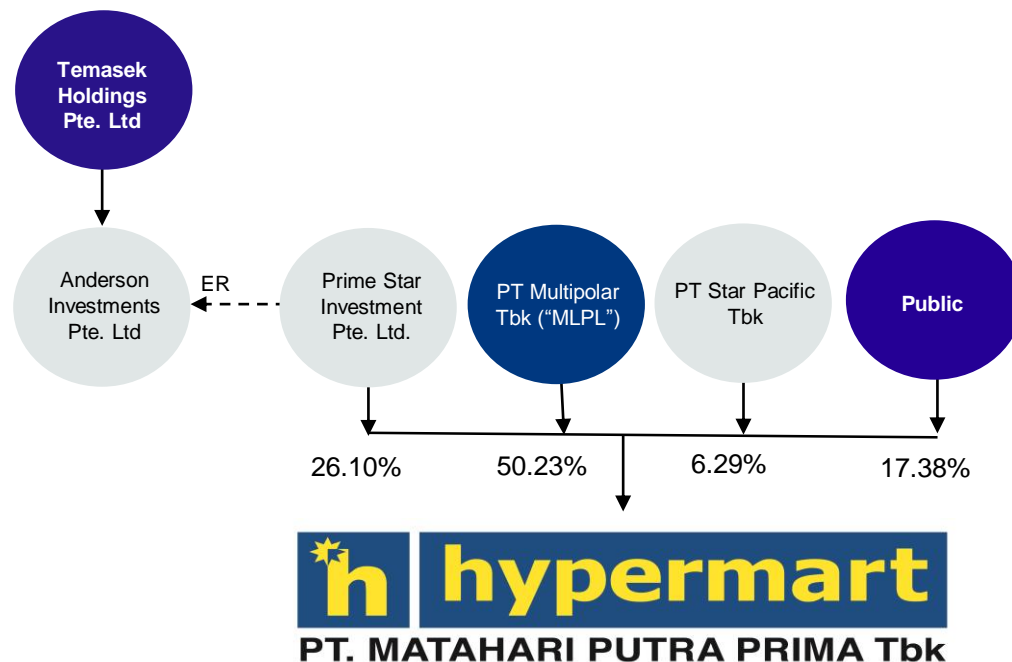 Temasek
Holdings
Pte. Ltd
Anderson
Investments
Pte. Ltd
ER
Prime Star
Investment
Pte. Ltd.
PT Multipolar
Tbk (“MLPL”)
PT Star Pacific
Tbk
Public
26.10%
50.23%
6.29%
17.38%
h hypermart
PT. MATAHARI PUTRA PRIMA Tbk